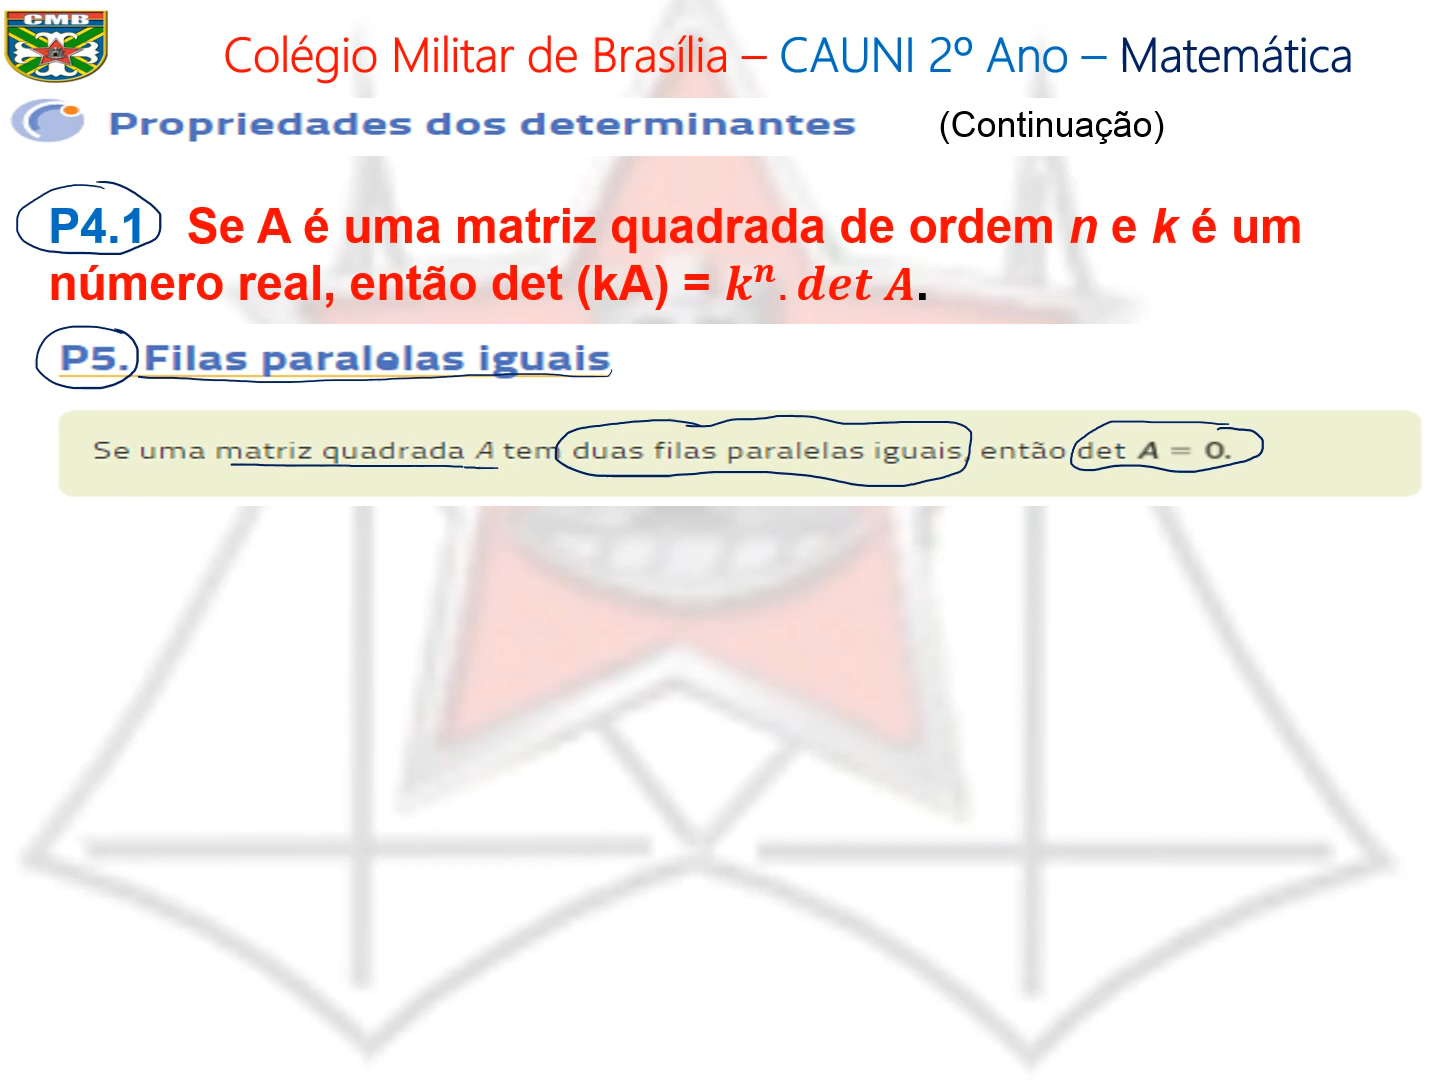 CMB
Colégio Militar de Brasília – CAUNI 2º Ano – Matemática
Propriedades dos determinantes (Continuação)
P4.1 Se A é uma matriz quadrada de ordem n e k é um
número real, então det (kA) = kⁿ. det A.
P5. Filas paralelas iguais
Se uma matriz quadrada A tem duas filas paralelas iguais, então det A = 0.